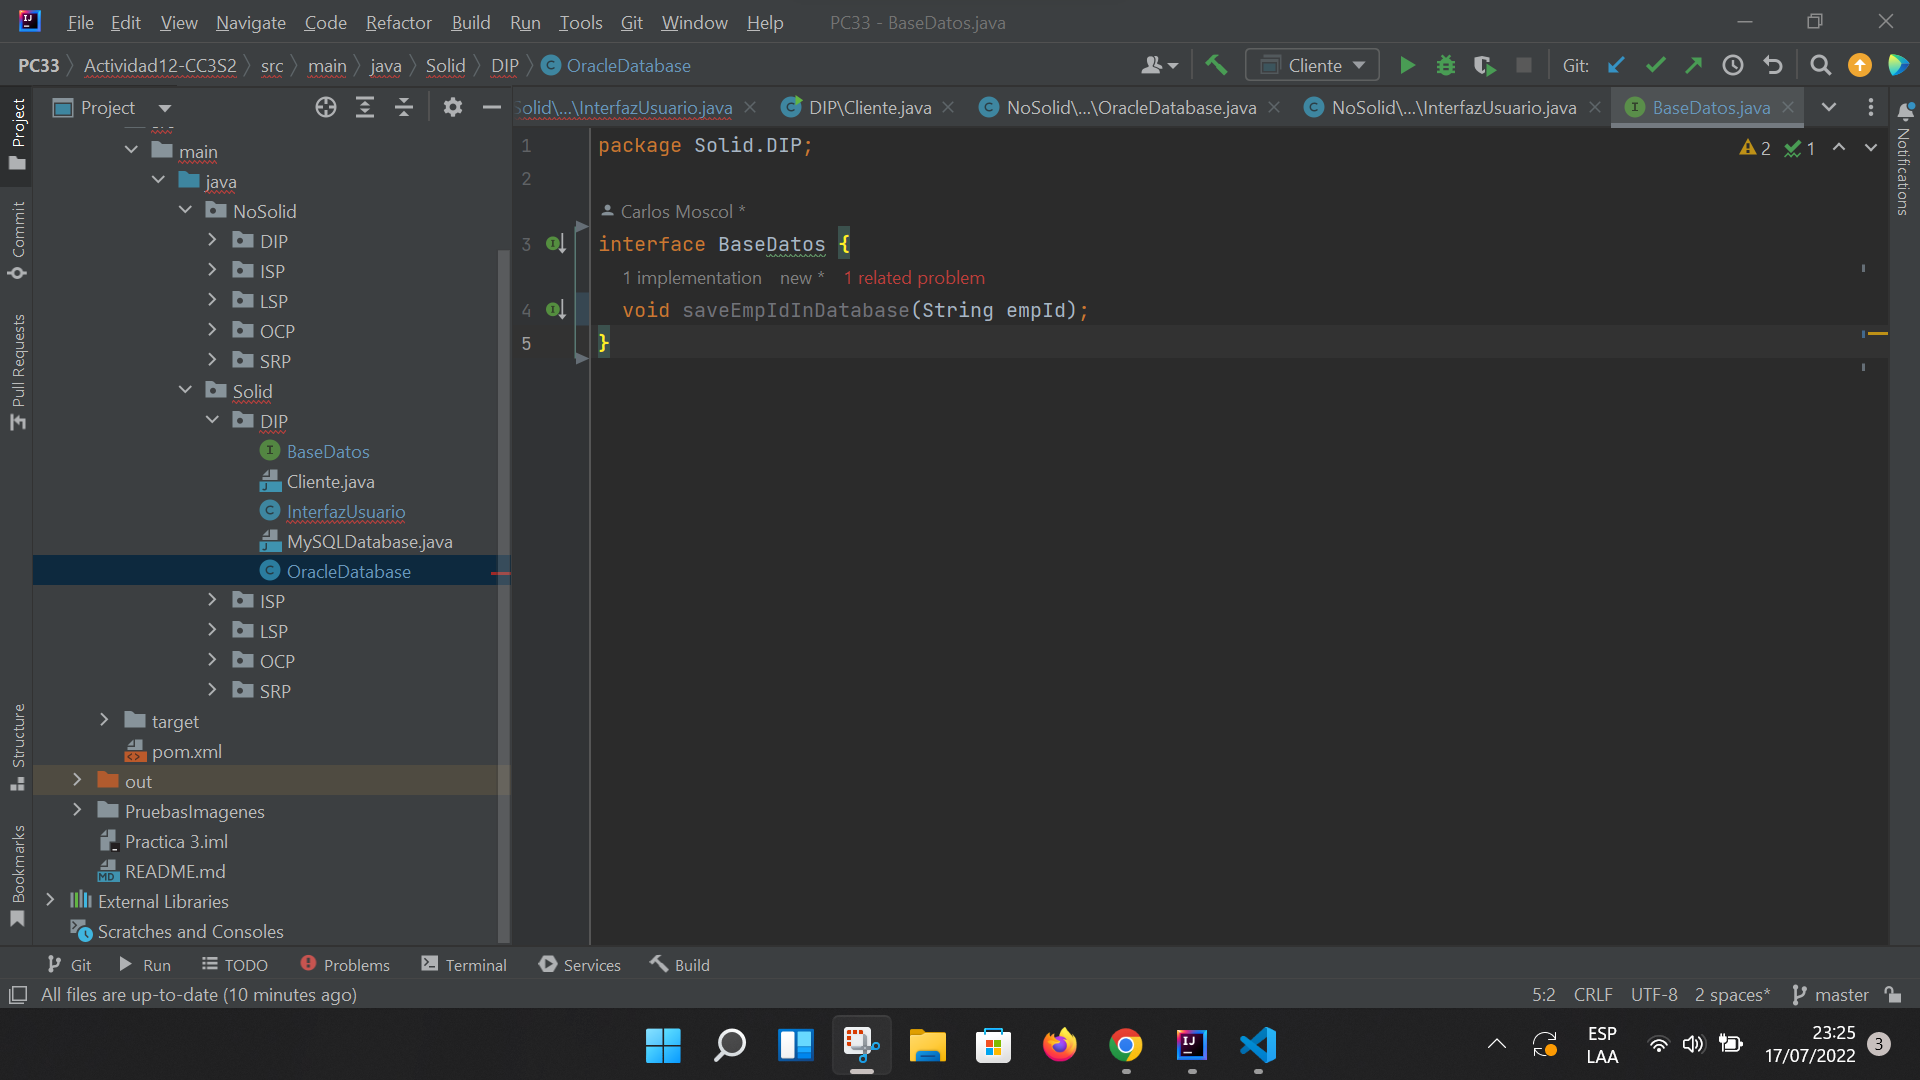 File Edit View Navigate Code Refactor Build Run Tools Git Window Help PC33 - BaseDatos.java
PC33 Actividad12-CC3S2 src main java Solid DIP OracleDatabase Cliente Git:
Project
Solid\...\InterfazUsuario.java DIP\Cliente.java NoSolid\...\OracleDatabase.java NoSolid\...\InterfazUsuario.java BaseDatos.java
Project
Commit
Pull Requests
Structure
Bookmarks
Notifications
main
java
NoSolid
DIP
ISP
LSP
OCP
SRP
Solid
DIP
BaseDatos
Cliente.java
InterfazUsuario
MySQLDatabase.java
OracleDatabase
ISP
LSP
OCP
SRP
target
pom.xml
out
PruebasImagenes
Practica 3.iml
README.md
External Libraries
Scratches and Consoles
1 package Solid.DIP;
2 1
2
Carlos Moscol *
3 interface BaseDatos {
1 implementation new * 1 related problem
4 void saveEmpIdInDatabase(String empId);
5 }
Git Run TODO Problems Terminal Services Build
All files are up-to-date (10 minutes ago) 5:2 CRLF UTF-8 2 spaces* master
ESP
LAA
23:25
17/07/2022
3